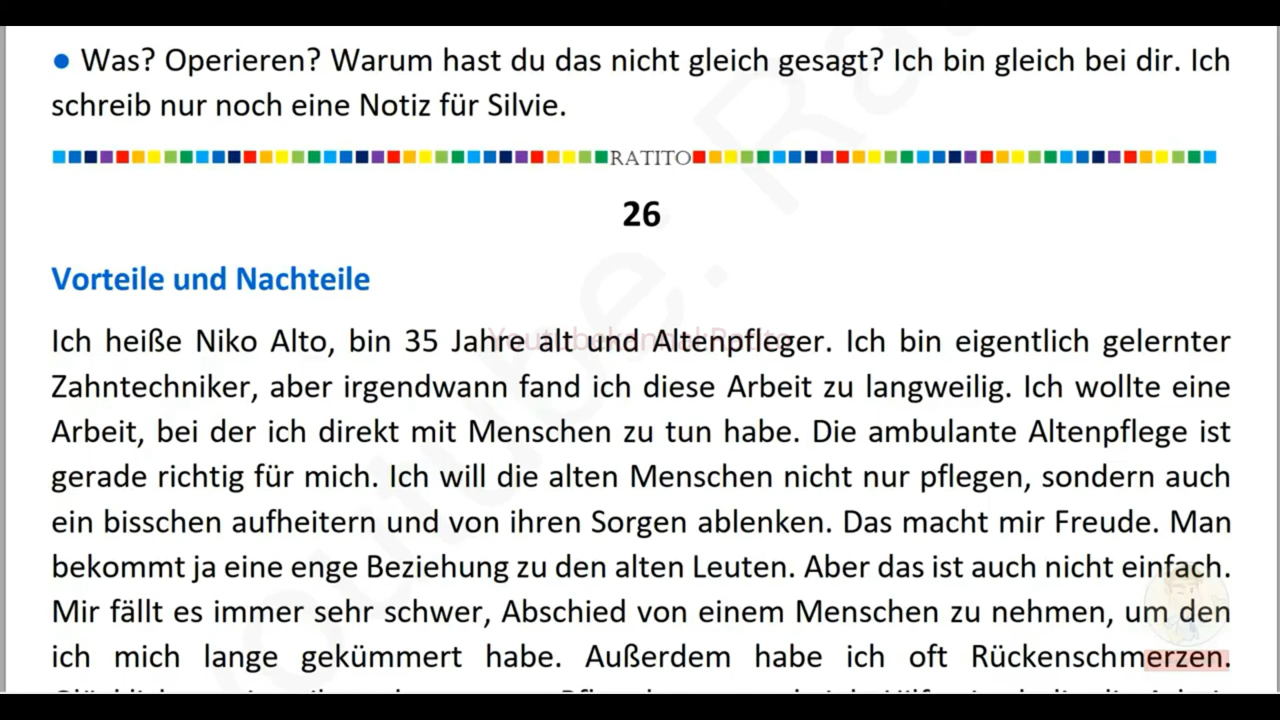 ● Was? Operieren? Warum hast du das nicht gleich gesagt? Ich bin gleich bei dir. Ich
schreib nur noch eine Notiz für Silvie.
RATITO
26
Vorteile und Nachteile
Ich heiße Niko Alto, bin 35 Jahre alt und Altenpfleger. Ich bin eigentlich gelernter
Zahntechniker, aber irgendwann fand ich diese Arbeit zu langweilig. Ich wollte eine
Arbeit, bei der ich direkt mit Menschen zu tun habe. Die ambulante Altenpflege ist
gerade richtig für mich. Ich will die alten Menschen nicht nur pflegen, sondern auch
ein bisschen aufheitern und von ihren Sorgen ablenken. Das macht mir Freude. Man
bekommt ja eine enge Beziehung zu den alten Leuten. Aber das ist auch nicht einfach.
Mir fällt es immer sehr schwer, Abschied von einem Menschen zu nehmen, um den
ich mich lange gekümmert habe. Außerdem habe ich oft Rückenschmerzen.